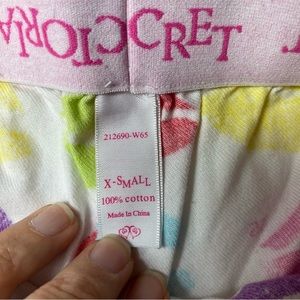 CRET
212690-W65
X-SMALL
100% cotton
Made In China